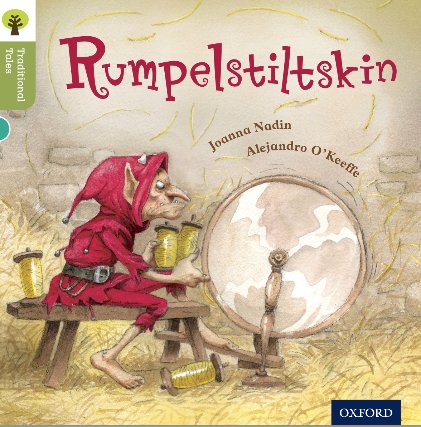 Traditional
Tales
Rumpelstiltskin
Joanna Nadin
Alejandro O'Keeffe
OXFORD